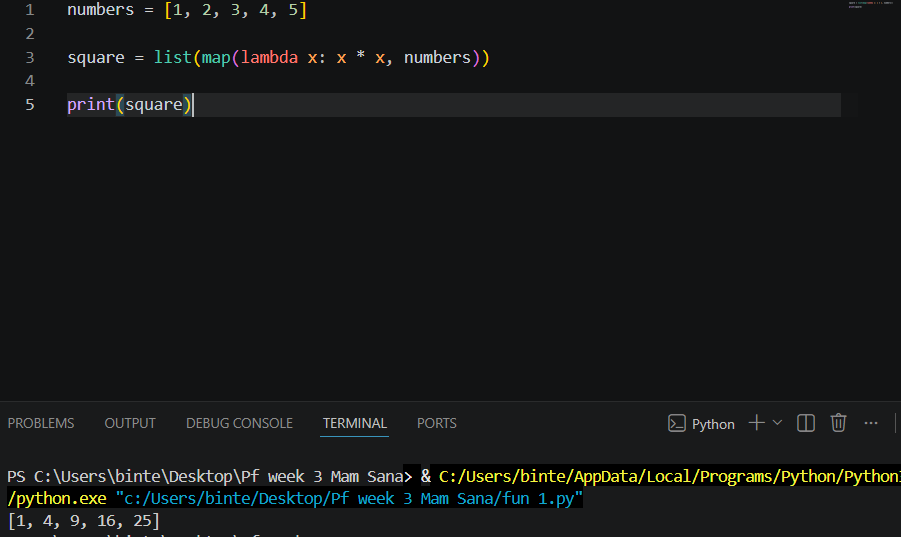 1 numbers = [1, 2, 3, 4, 5]
2
3 square = list(map(lambda x: x * x, numbers))
4
5 print(square)
PROBLEMS OUTPUT DEBUG CONSOLE TERMINAL PORTS Python
PS C:\Users\binte\Desktop\Pf week 3 Mam Sana> & C:/Users/binte/AppData/Local/Programs/Python/Python
/python.exe "c:/Users/binte/Desktop/Pf week 3 Mam Sana/fun 1.py"
[1, 4, 9, 16, 25]